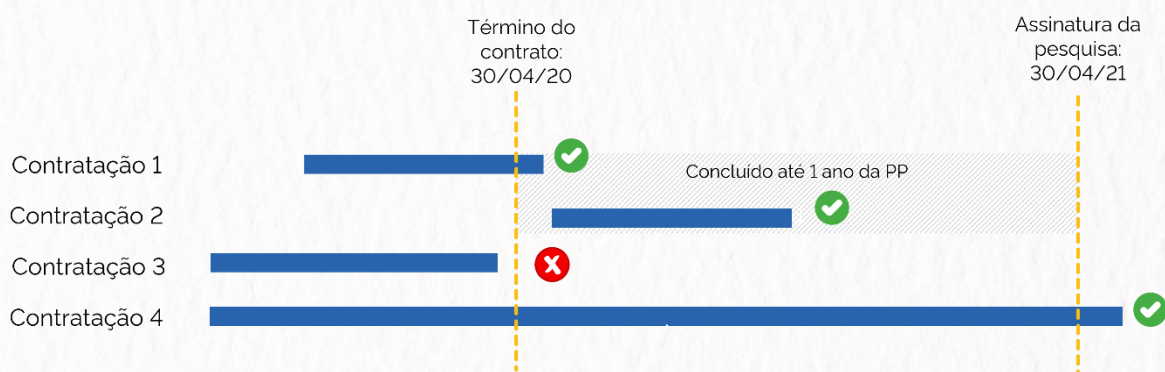 Término do
contrato:
30/04/20
Assinatura da
pesquisa:
30/04/21
Contratação 1
Concluído até 1 ano da PP
Contratação 2
Contratação 3
Contratação 4